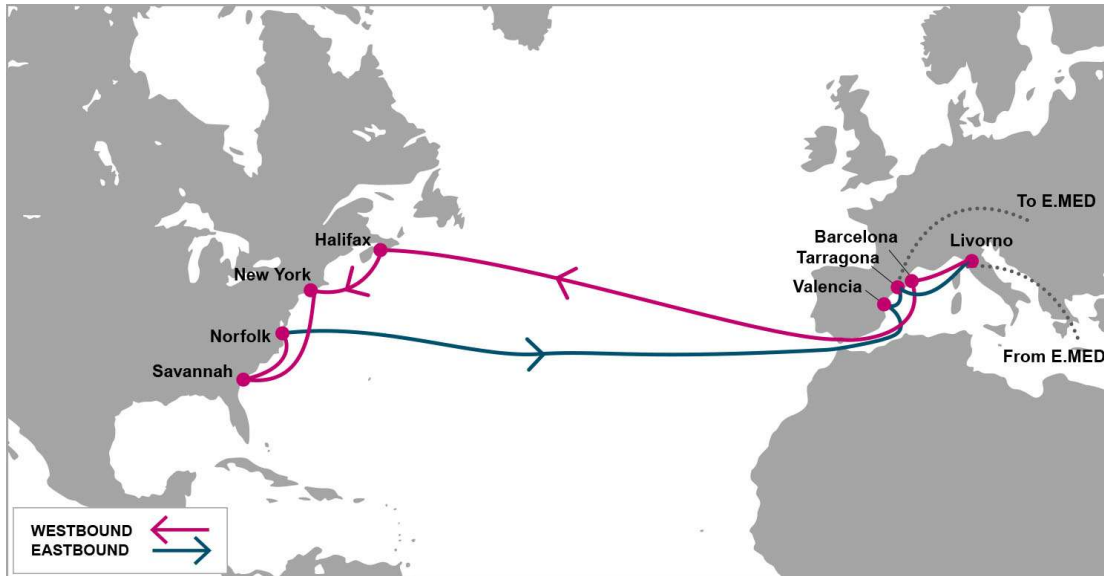 To E.MED
Barcelona
Livorno
Halifax
Tarragona
New York
Valencia
Norfolk
From E.MED
Savannah
WESTBOUND
EASTBOUND